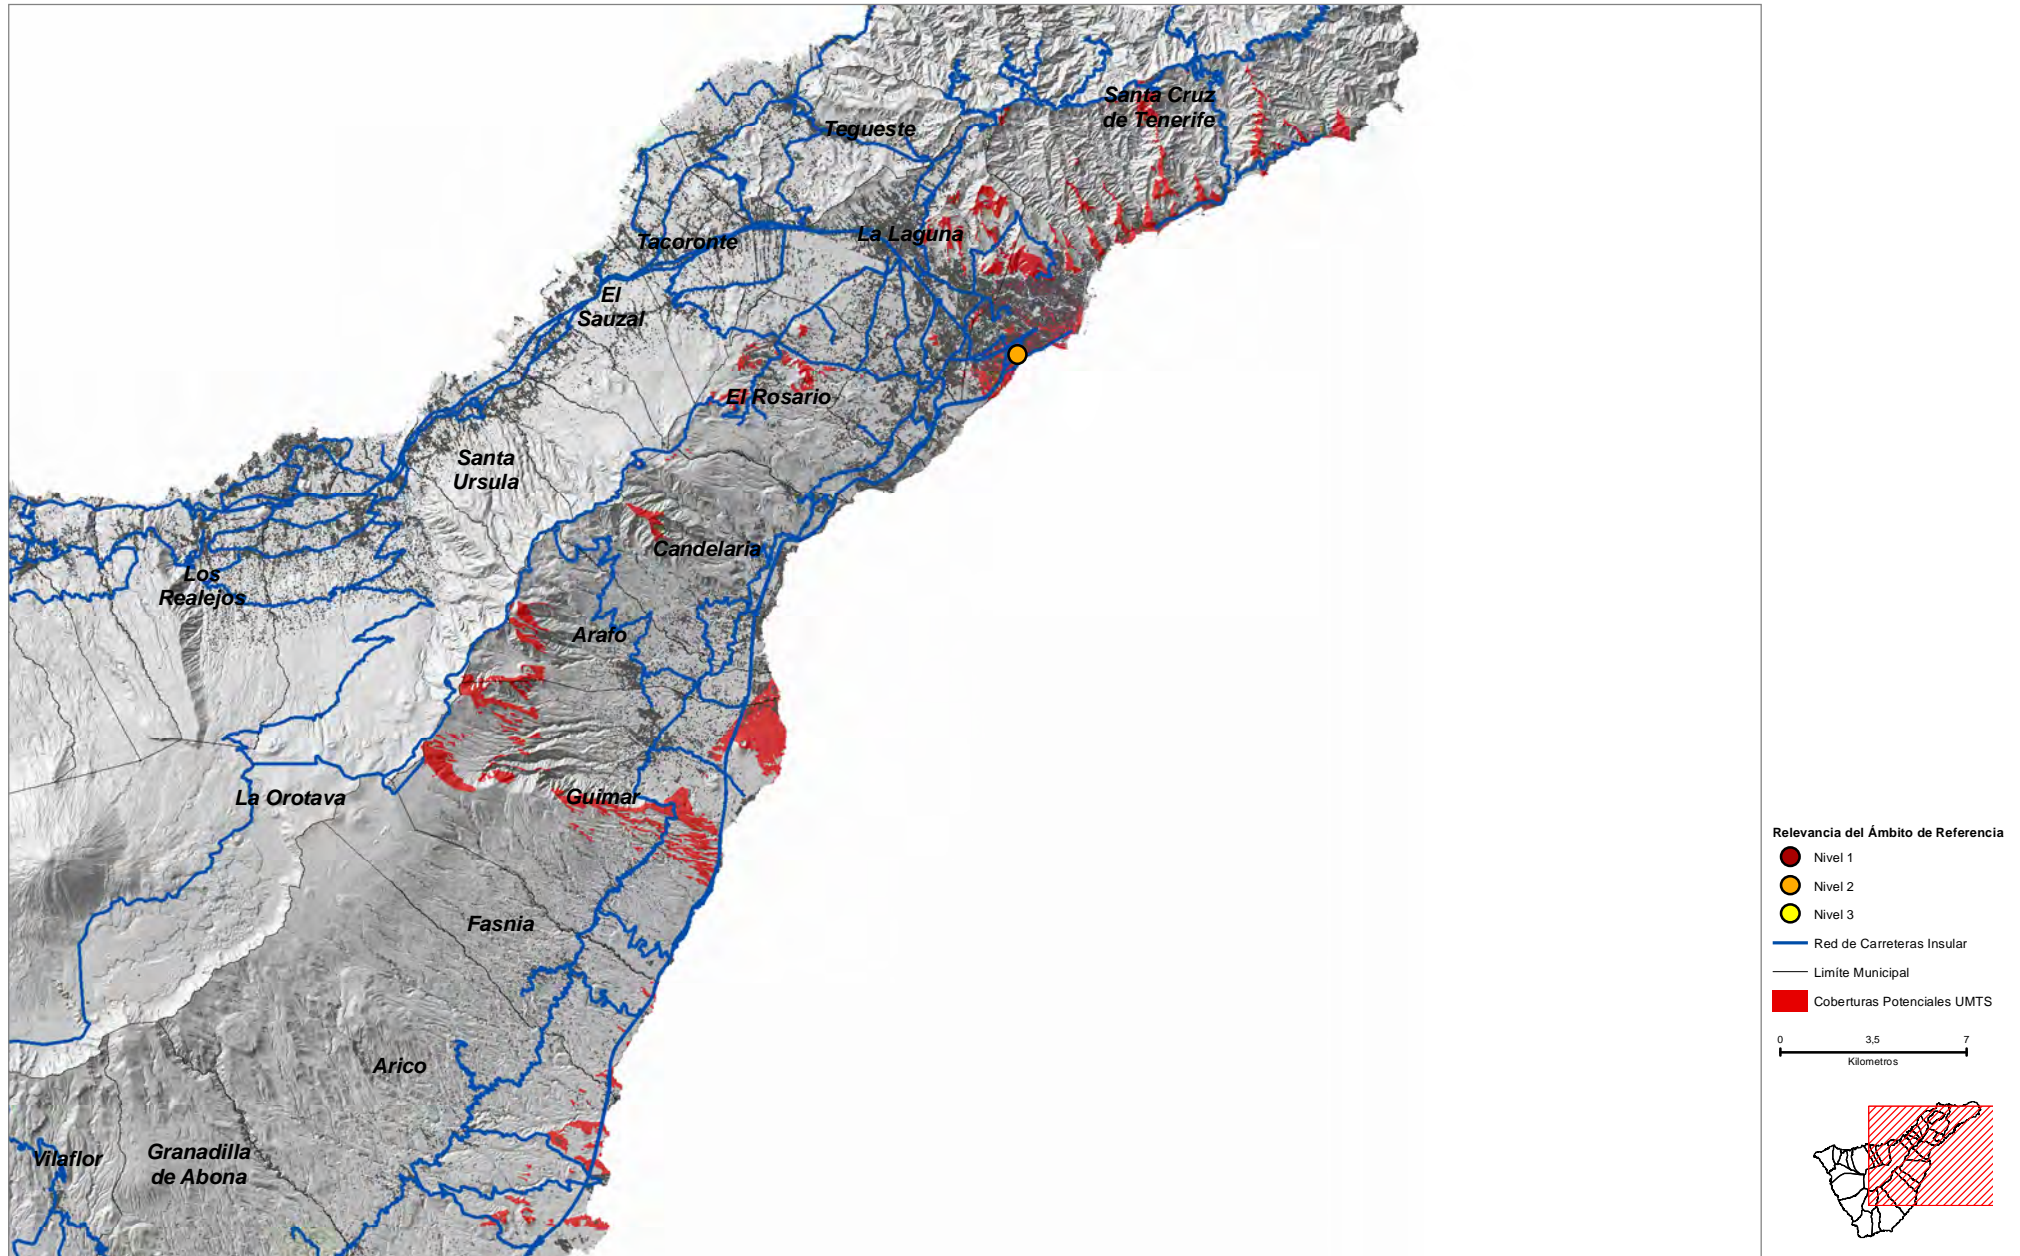 Santa Cruz
de Tenerife
Tegueste
La Laguna
Tacoronte
El
Sauzal
El Rosario
Santa
Ursula
Candelaria
Los
Realejos
Arafo
La Orotava
Guimar
Fasnia
Arico
Vilaflor
Granadilla
de Abona
Relevancia del Ámbito de Referencia
Nivel 1
Nivel 2
Nivel 3
Red de Carreteras Insular
Limíte Municipal
Coberturas Potenciales UMTS
0 3,5 7
Kilometros